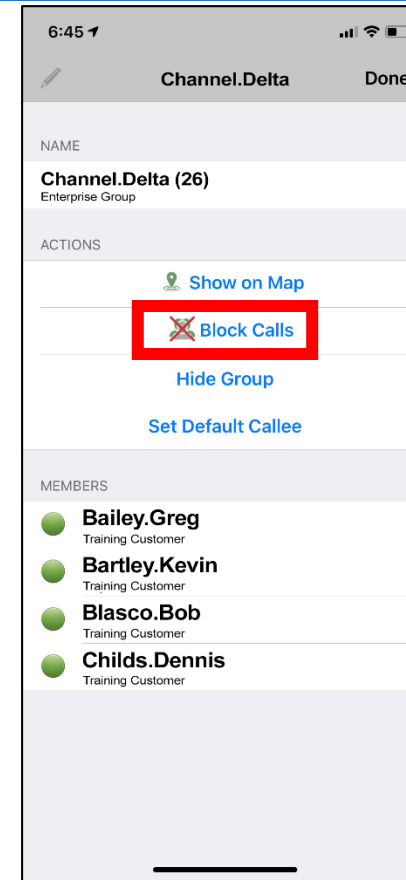 6:45
Channel.Delta Done
NAME
Channel.Delta (26)
Enterprise Group
ACTIONS
Show on Map
Block Calls
Hide Group
Set Default Callee
MEMBERS
Bailey.Greg
Training Customer
Bartley.Kevin
Training Customer
Blasco.Bob
Training Customer
Childs.Dennis
Training Customer